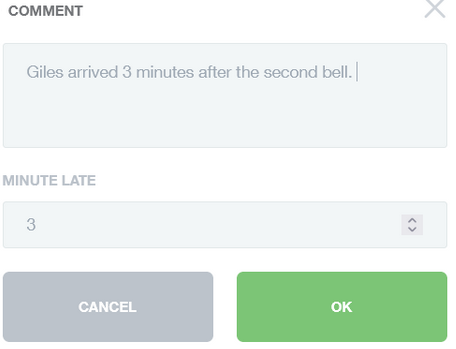 COMMENT
Giles arrived 3 minutes after the second bell.
MINUTE LATE
3
CANCEL
OK